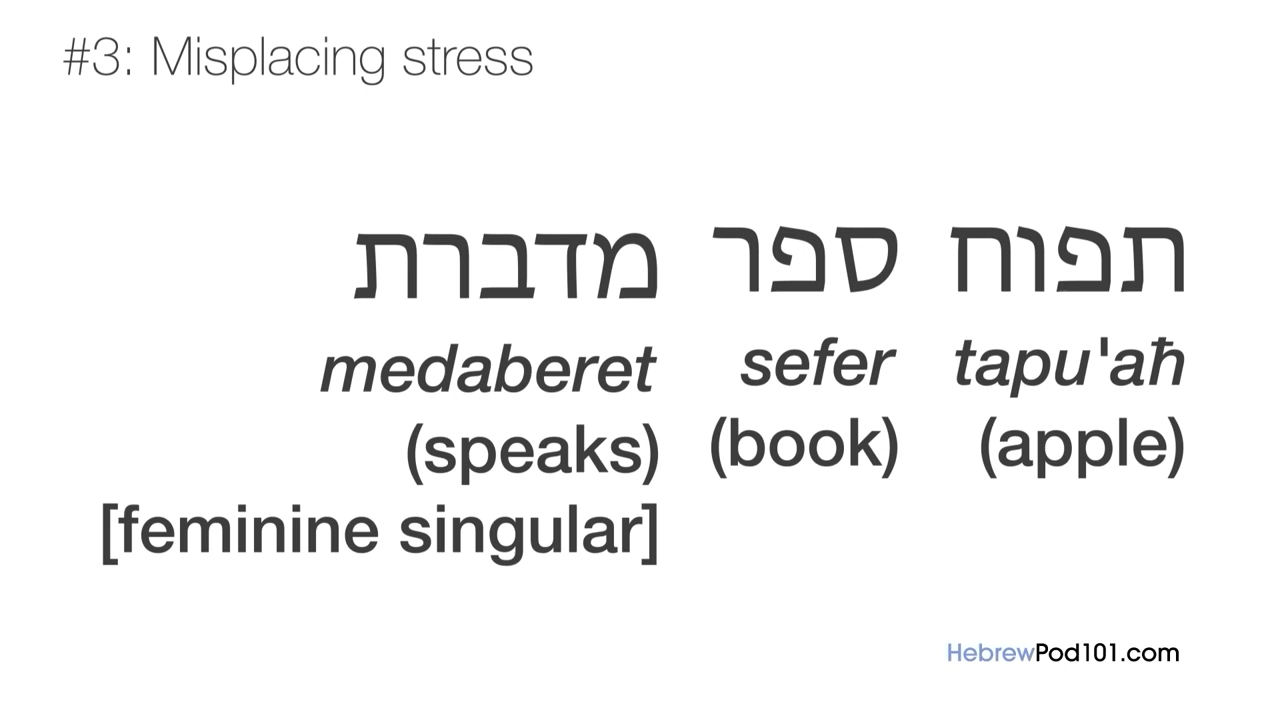 #3: Misplacing stress
תפוח ספר מדברת
medaberet sefer tapu'aħ
(speaks) (book) (apple)
[feminine singular]
HebrewPod101.com